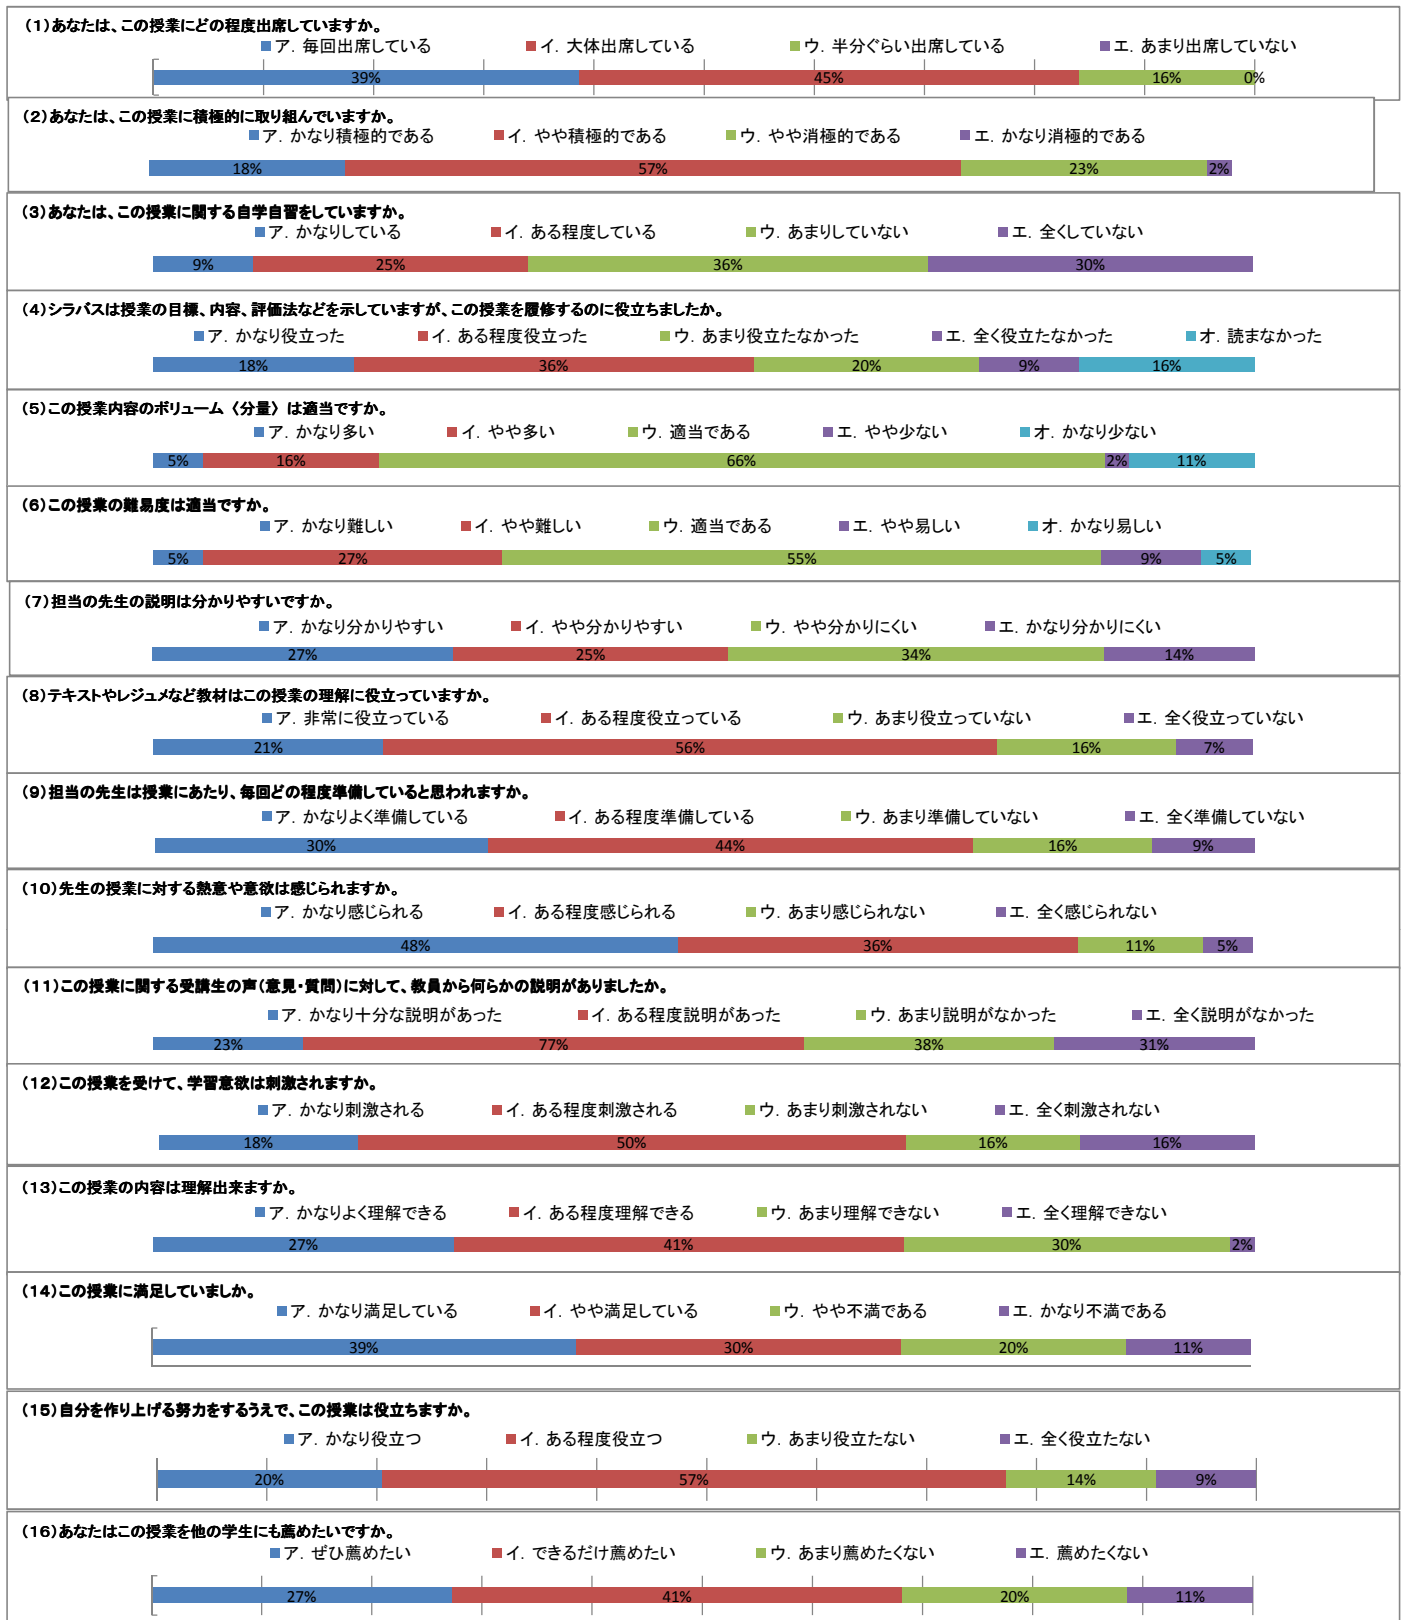 (1)あなたは、この授業にどの程度出席していますか。
ア. 毎回出席している イ. 大体出席している ウ. 半分ぐらい出席している エ. あまり出席していない
39% 45% 16% 0%
(2)あなたは、この授業に積極的に取り組んでいますか。
ア. かなり積極的である イ. やや積極的である ウ. やや消極的である エ. かなり消極的である
18% 57% 23% 2%
(3)あなたは、この授業に関する自学自習をしていますか。
ア. かなりしている イ. ある程度している ウ. あまりしていない エ. 全くしていない
9% 25% 36% 30%
(4)シラバスは授業の目標、内容、評価法などを示していますが、この授業を履修するのに役立ちましたか。
ア. かなり役立った イ. ある程度役立った ウ. あまり役立たなかった エ. 全く役立たなかった オ. 読まなかった
18% 36% 20% 9% 16%
(5)この授業内容のボリューム〈分量〉は適当ですか。
ア. かなり多い イ. やや多い ウ. 適当である エ. やや少ない オ. かなり少ない
5% 16% 66% 2% 11%
(6)この授業の難易度は適当ですか。
ア. かなり難しい イ. やや難しい ウ. 適当である エ. やや易しい オ. かなり易しい
5% 27% 55% 9% 5%
(7)担当の先生の説明は分かりやすいですか。
ア. かなり分かりやすい イ. やや分かりやすい ウ. やや分かりにくい エ. かなり分かりにくい
27% 25% 34% 14%
(8)テキストやレジュメなど教材はこの授業の理解に役立っていますか。
ア. 非常に役立っている イ. ある程度役立っている ウ. あまり役立っていない エ. 全く役立っていない
21% 56% 16% 7%
(9)担当の先生は授業にあたり、毎回どの程度準備していると思われますか。
ア. かなりよく準備している イ. ある程度準備している ウ. あまり準備していない エ. 全く準備していない
30% 44% 16% 9%
(10)先生の授業に対する熱意や意欲は感じられますか。
ア. かなり感じられる イ. ある程度感じられる ウ. あまり感じられない エ. 全く感じられない
48% 36% 11% 5%
(11)この授業に関する受講生の声(意見・質問)に対して、教員から何らかの説明がありましたか。
ア. かなり十分な説明があった イ. ある程度説明があった ウ. あまり説明がなかった エ. 全く説明がなかった
23% 77% 38% 31%
(12)この授業を受けて、学習意欲は刺激されますか。
ア. かなり刺激される イ. ある程度刺激される ウ. あまり刺激されない エ. 全く刺激されない
18% 50% 16% 16%
(13)この授業の内容は理解出来ますか。
ア. かなりよく理解できる イ. ある程度理解できる ウ. あまり理解できない エ. 全く理解できない
27% 41% 30% 2%
(14)この授業に満足していましか。
ア. かなり満足している イ. やや満足している ウ. やや不満である エ. かなり不満である
39% 30% 20% 11%
(15)自分を作り上げる努力をするうえで、この授業は役立ちますか。
ア. かなり役立つ イ. ある程度役立つ ウ. あまり役立たない エ. 全く役立たない
20% 57% 14% 9%
(16)あなたはこの授業を他の学生にも薦めたいですか。
ア. ぜひ薦めたい イ. できるだけ薦めたい ウ. あまり薦めたくない エ. 薦めたくない
27% 41% 20% 11%